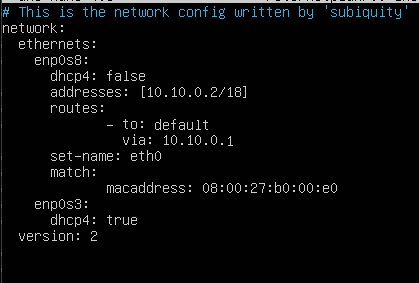 # This is the network config written by 'subiquity'
network:
  ethernets:
    enp0s8:
      dhcp4: false
      addresses: [10.10.0.2/18]
      routes:
             - to: default
               via: 10.10.0.1
      set-name: eth0
      match:
             macaddress: 08:00:27:b0:00:e0
    enp0s3:
      dhcp4: true
  version: 2